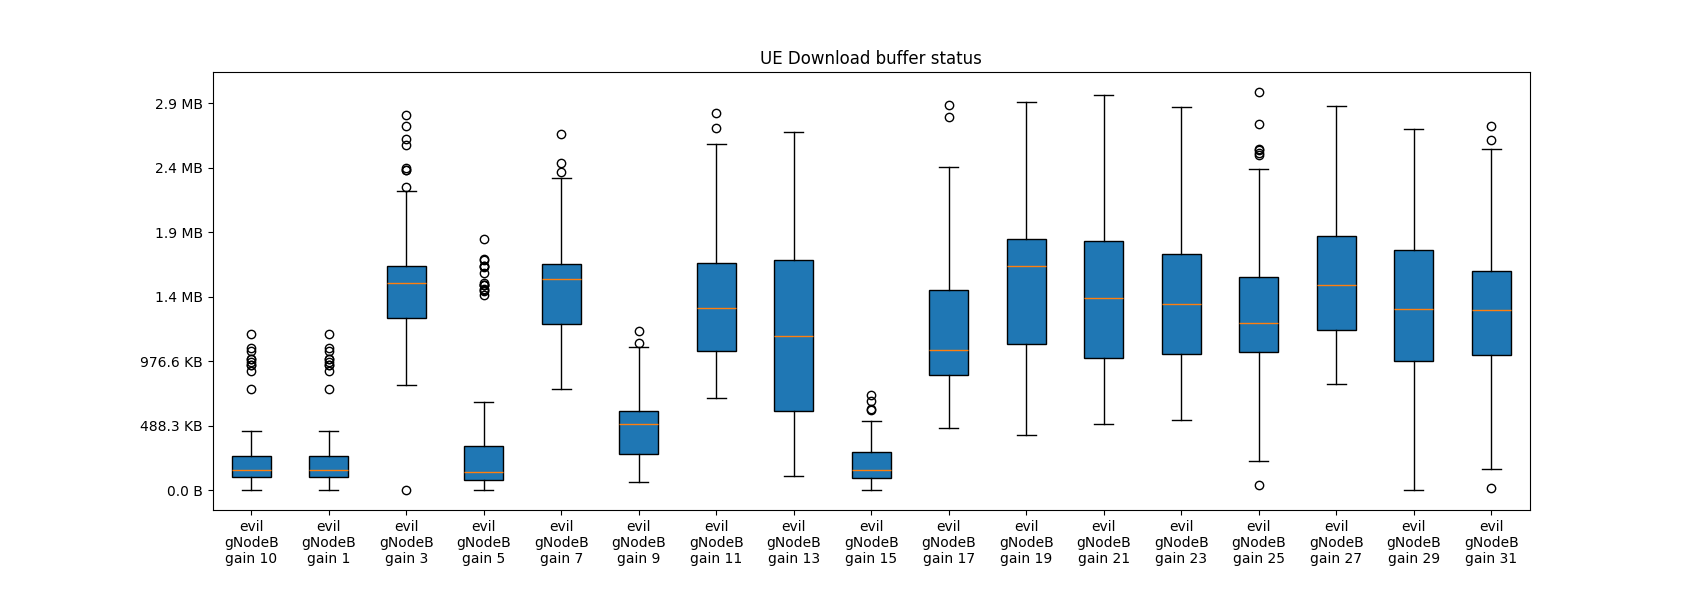 UE Download buffer status
2.9 MB
2.4 MB
1.9 MB
1.4 MB
976.6 KB
488.3 KB
0.0 B
evil gNodeB gain 10
evil gNodeB gain 1
evil gNodeB gain 3
evil gNodeB gain 5
evil gNodeB gain 7
evil gNodeB gain 9
evil gNodeB gain 11
evil gNodeB gain 13
evil gNodeB gain 15
evil gNodeB gain 17
evil gNodeB gain 19
evil gNodeB gain 21
evil gNodeB gain 23
evil gNodeB gain 25
evil gNodeB gain 27
evil gNodeB gain 29
evil gNodeB gain 31